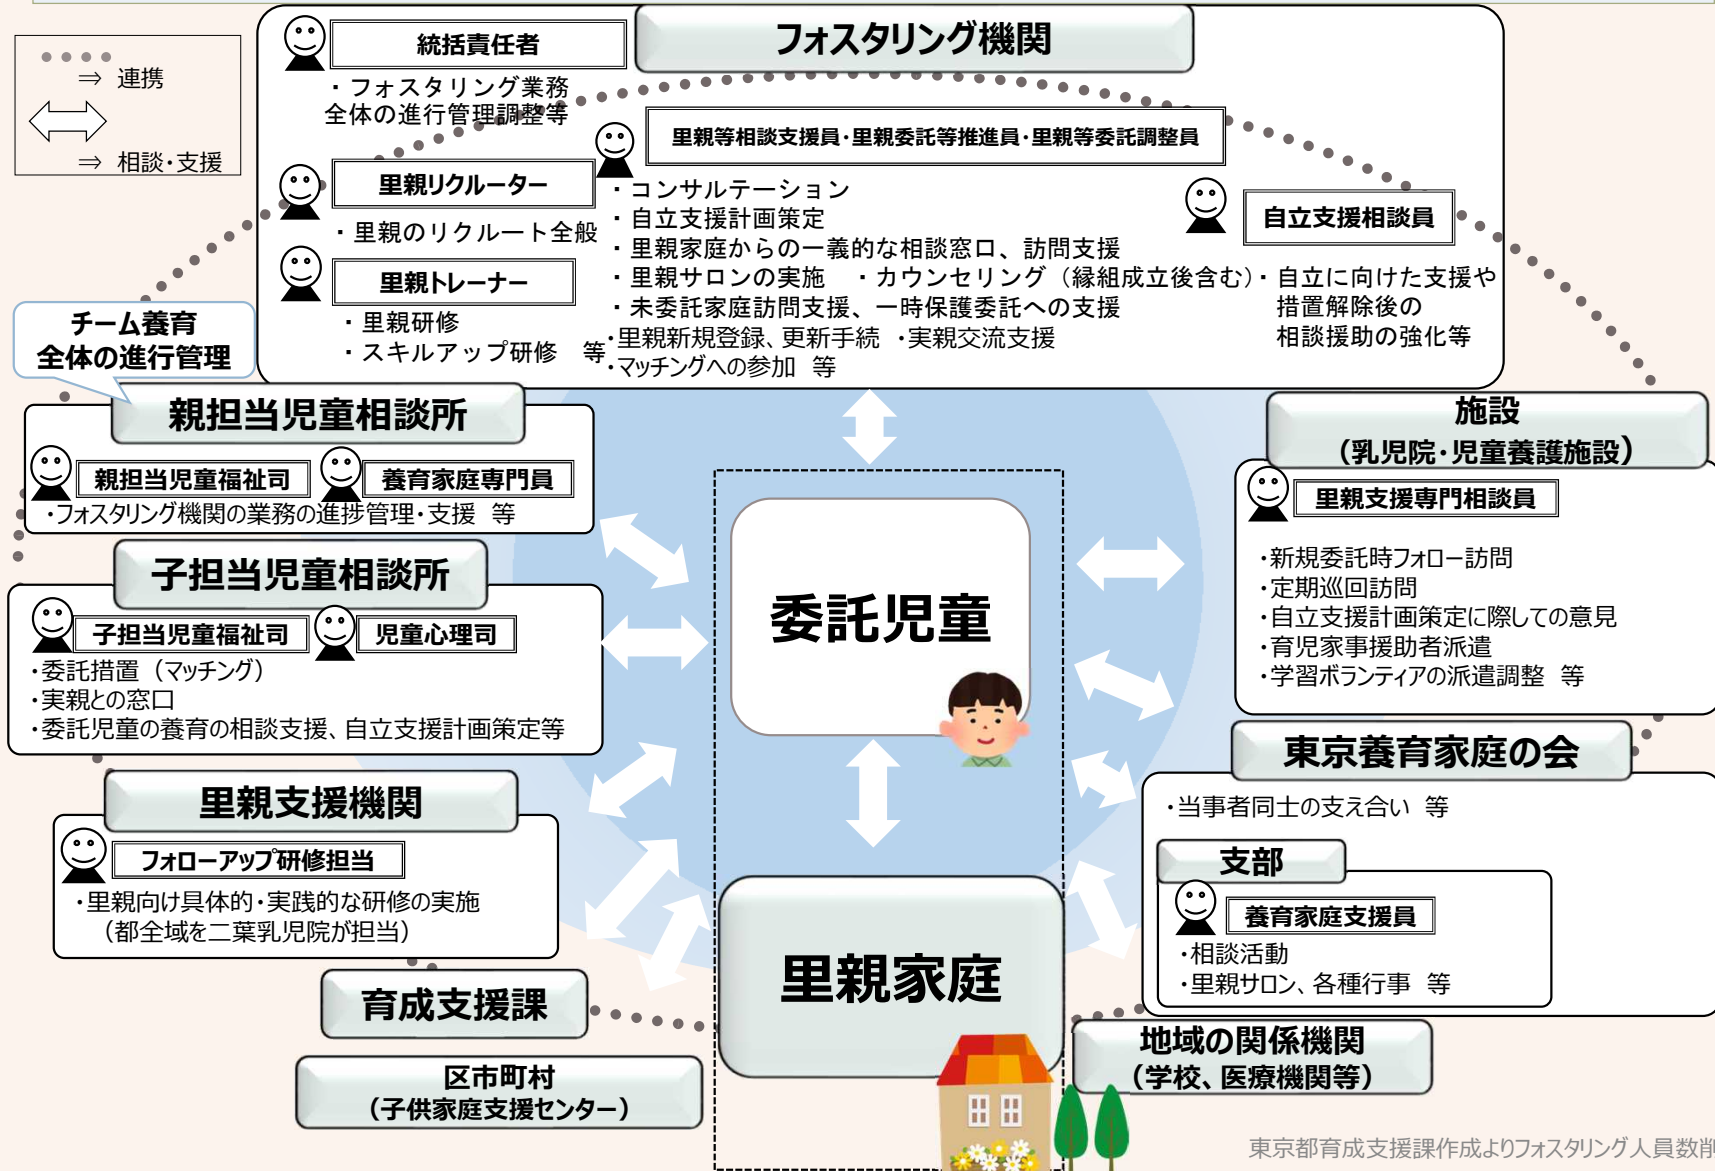 フォスタリング機関
統括責任者
・フォスタリング業務
全体の進行管理調整等
●●●●
⇒ 連携
⇒ 相談・支援
里親等相談支援員・里親委託等推進員・里親等委託調整員
・コンサルテーション
・自立支援計画策定
・里親家庭からの一義的な相談窓口、訪問支援
・里親サロンの実施 ・カウンセリング（縁組成立後含む）
・未委託家庭訪問支援、一時保護委託への支援
・里親新規登録、更新手続 ・実親交流支援
・マッチングへの参加 等
里親リクルーター
・里親のリクルート全般
里親トレーナー
・里親研修
・スキルアップ研修 等
自立支援相談員
・自立に向けた支援や
措置解除後の
相談援助の強化等
チーム養育
全体の進行管理
親担当児童相談所
親担当児童福祉司
養育家庭専門員
・フォスタリング機関の業務の進捗管理・支援 等
子担当児童相談所
子担当児童福祉司
児童心理司
・委託措置（マッチング）
・実親との窓口
・委託児童の養育の相談支援、自立支援計画策定等
里親支援機関
フォローアップ研修担当
・里親向け具体的・実践的な研修の実施
（都全域を二葉乳児院が担当）
育成支援課
区市町村
（子供家庭支援センター）
委託児童
里親家庭
施設
（乳児院・児童養護施設）
里親支援専門相談員
・新規委託時フォロー訪問
・定期巡回訪問
・自立支援計画策定に際しての意見
・育児家事援助者派遣
・学習ボランティアの派遣調整 等
東京養育家庭の会
・当事者同士の支え合い 等
支部
養育家庭支援員
・相談活動
・里親サロン、各種行事 等
地域の関係機関
（学校、医療機関等）
東京都育成支援課作成よりフォスタリング人員数削